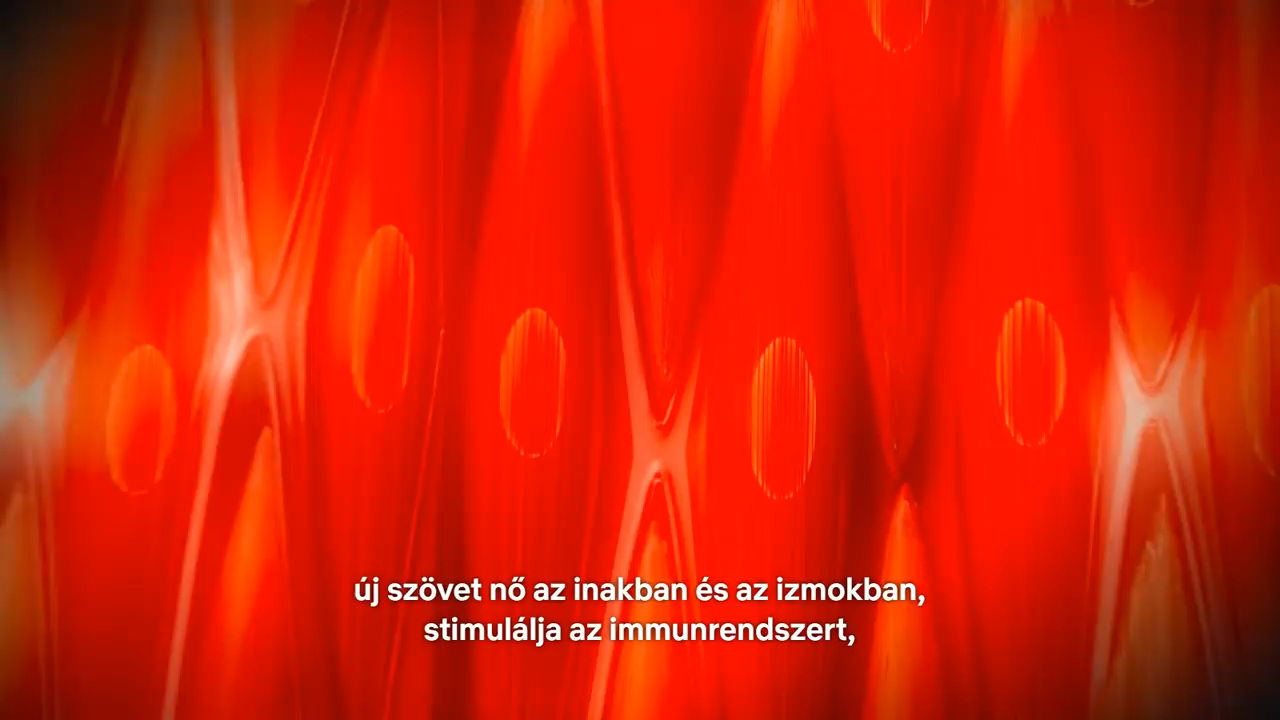 új szövet nő az inakban és az izmokban,
stimulálja az immunrendszert,